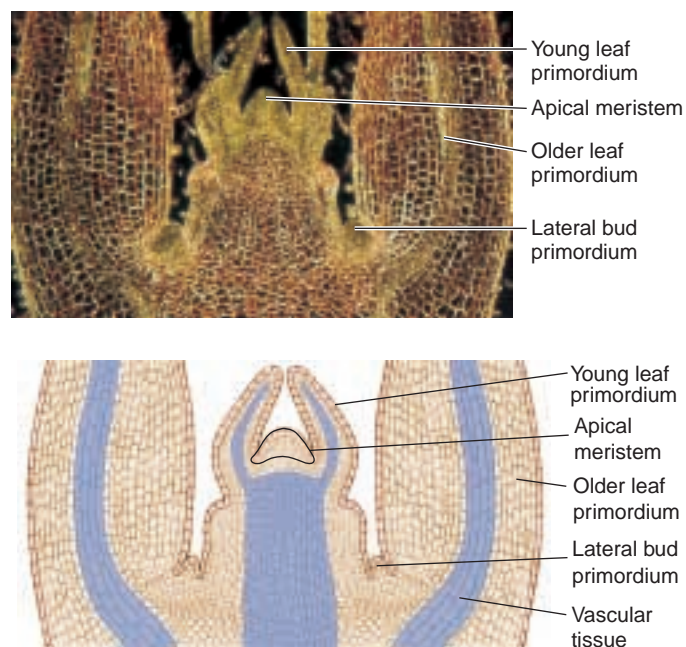 Young leaf
primordium
Apical meristem
Older leaf
primordium
Lateral bud
primordium
Young leaf
primordium
Apical
meristem
Older leaf
primordium
Lateral bud
primordium
Vascular
tissue